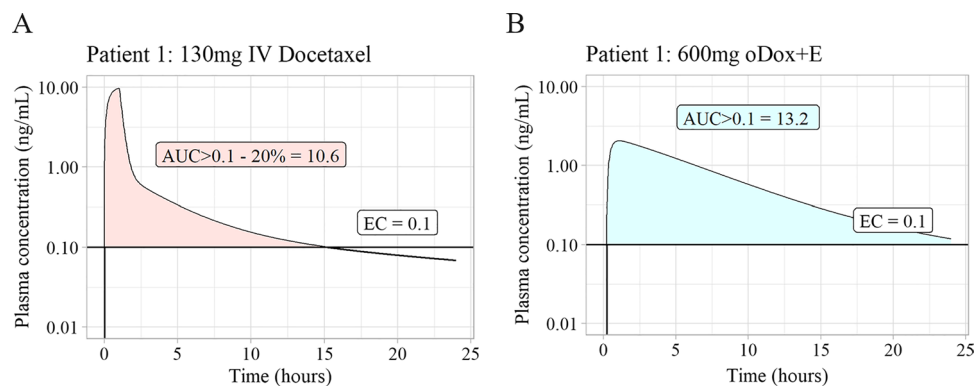 A
Patient 1: 130mg IV Docetaxel
Plasma concentration (ng/mL)
10.00
1.00
0.10
0.01
AUC>0.1 - 20% = 10.6
EC = 0.1
0
5
10
15
20
25
Time (hours)
B
Patient 1: 600mg oDox+E
Plasma concentration (ng/mL)
10.00
1.00
0.10
0.01
AUC>0.1 = 13.2
EC = 0.1
0
5
10
15
20
25
Time (hours)